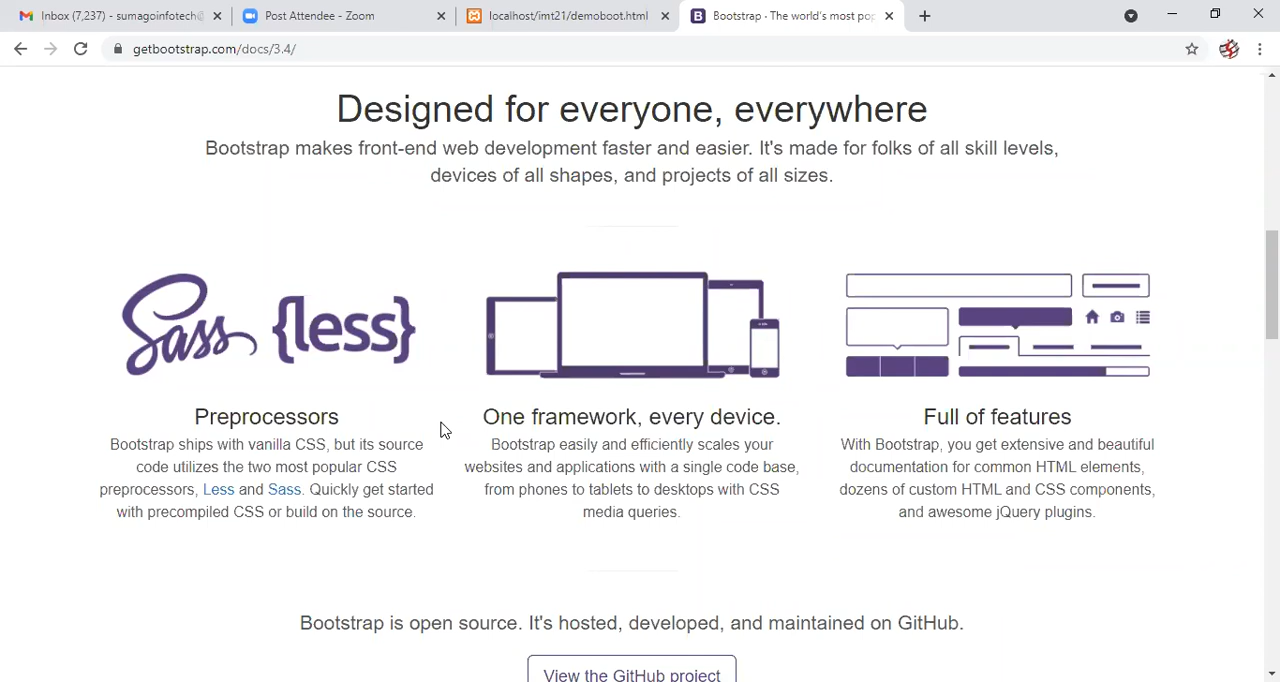 Inbox (7,237) - sumagoinfotech@
Post Attendee - Zoom
localhost/imt21/demoboot.html
Bootstrap · The world's most pop
getbootstrap.com/docs/3.4/
Designed for everyone, everywhere
Bootstrap makes front-end web development faster and easier. It's made for folks of all skill levels,
devices of all shapes, and projects of all sizes.
Sass {less}
Preprocessors
Bootstrap ships with vanilla CSS, but its source
code utilizes the two most popular CSS
preprocessors, Less and Sass. Quickly get started
with precompiled CSS or build on the source.
One framework, every device.
Bootstrap easily and efficiently scales your
websites and applications with a single code base,
from phones to tablets to desktops with CSS
media queries.
Full of features
With Bootstrap, you get extensive and beautiful
documentation for common HTML elements,
dozens of custom HTML and CSS components,
and awesome jQuery plugins.
Bootstrap is open source. It's hosted, developed, and maintained on GitHub.
View the GitHub project